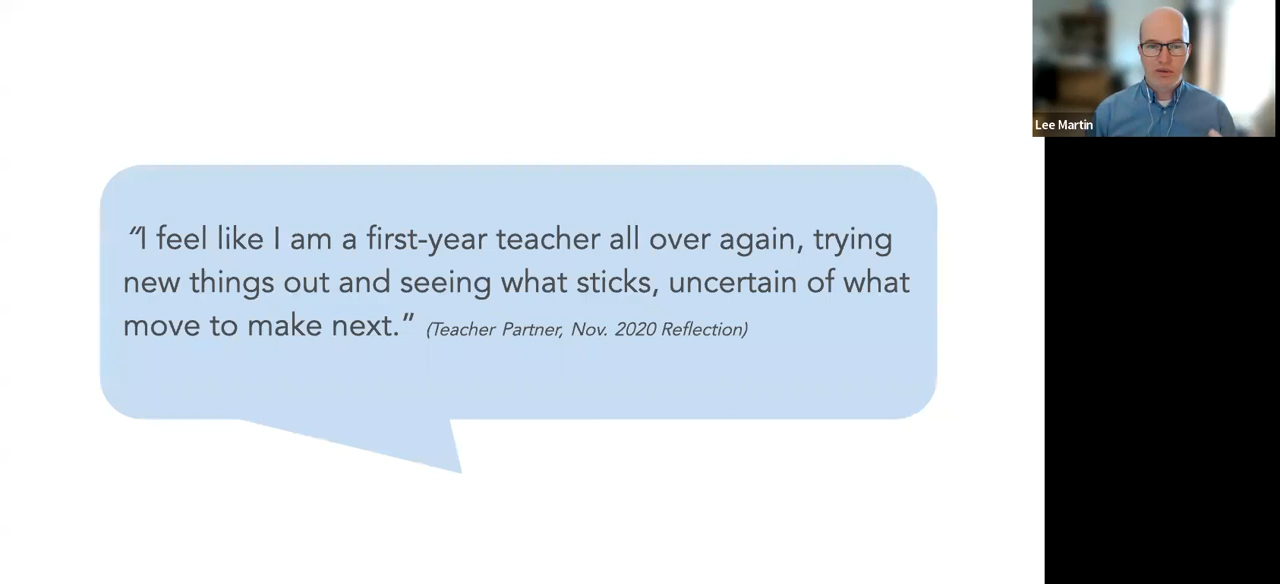 “I feel like I am a first-year teacher all over again, trying
new things out and seeing what sticks, uncertain of what
move to make next.” (Teacher Partner, Nov. 2020 Reflection)
Lee Martin